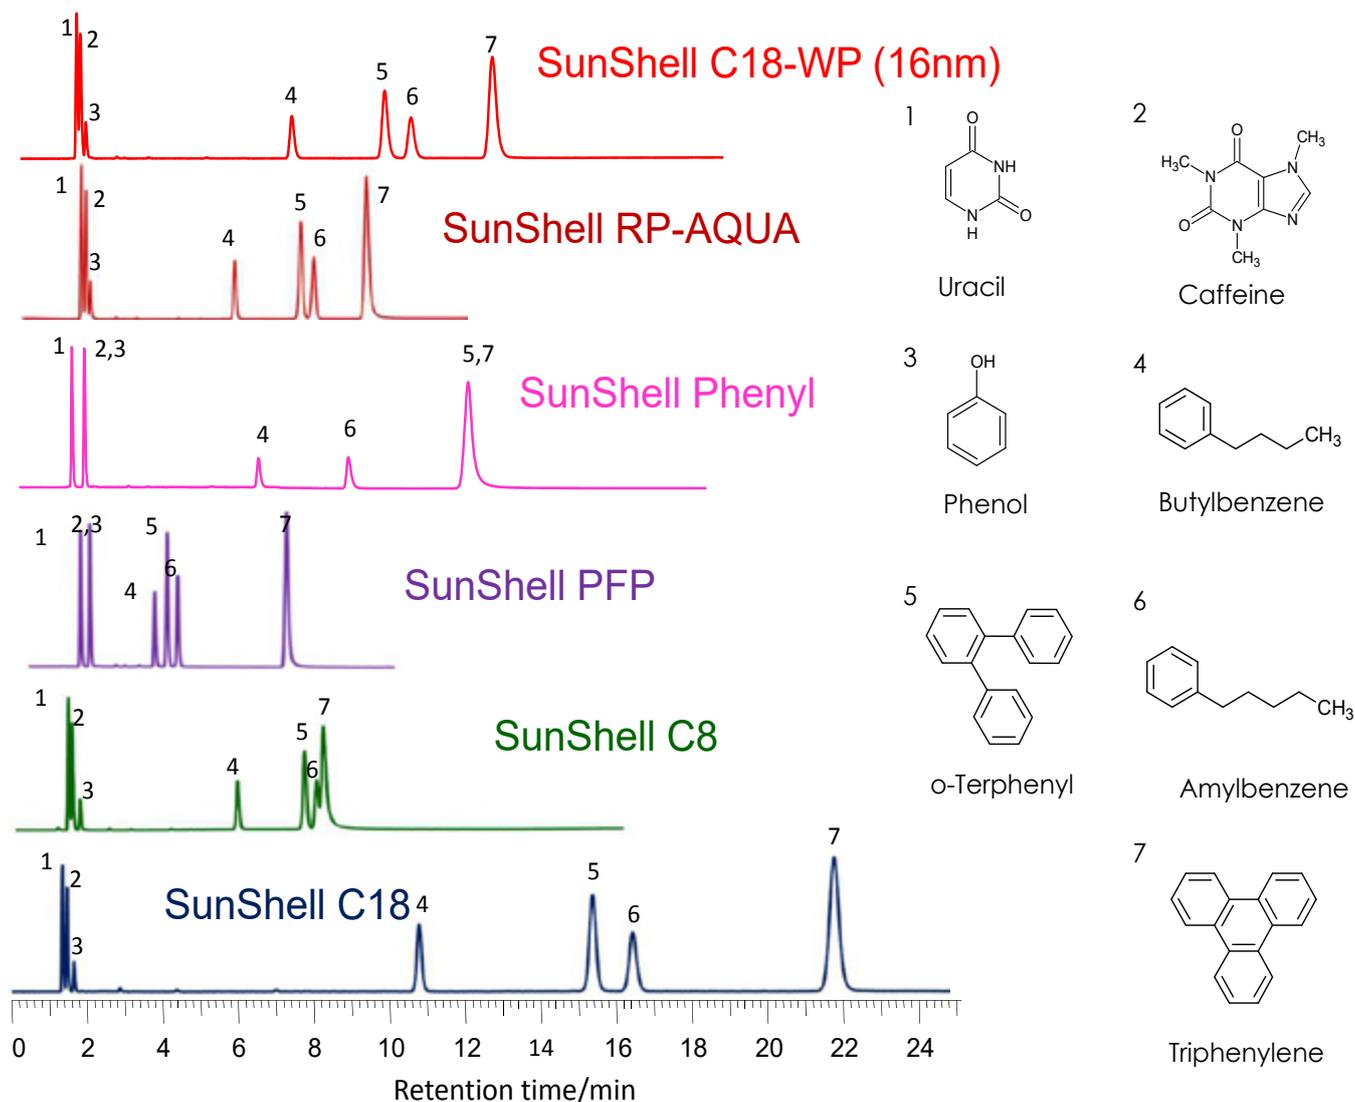 1
2
3
4
5
6
7
SunShell C18-WP (16nm)
1
2
3
4
5
6
7
SunShell RP-AQUA
1
2,3
4
6
5,7
SunShell Phenyl
1
2,3
4
5
6
7
SunShell PFP
1
2
3
4
5
6
7
SunShell C8
1
2
3
SunShell C18
4
5
6
7
0 2 4 6 8 10 12 14 16 18 20 22 24
Retention time/min
1
O
NH
N
H
O
Uracil
2
O
CH3
H3C
N
N
O
N
N
CH3
Caffeine
3
OH
Phenol
4
CH3
Butylbenzene
5
o-Terphenyl
6
CH3
Amylbenzene
7
Triphenylene